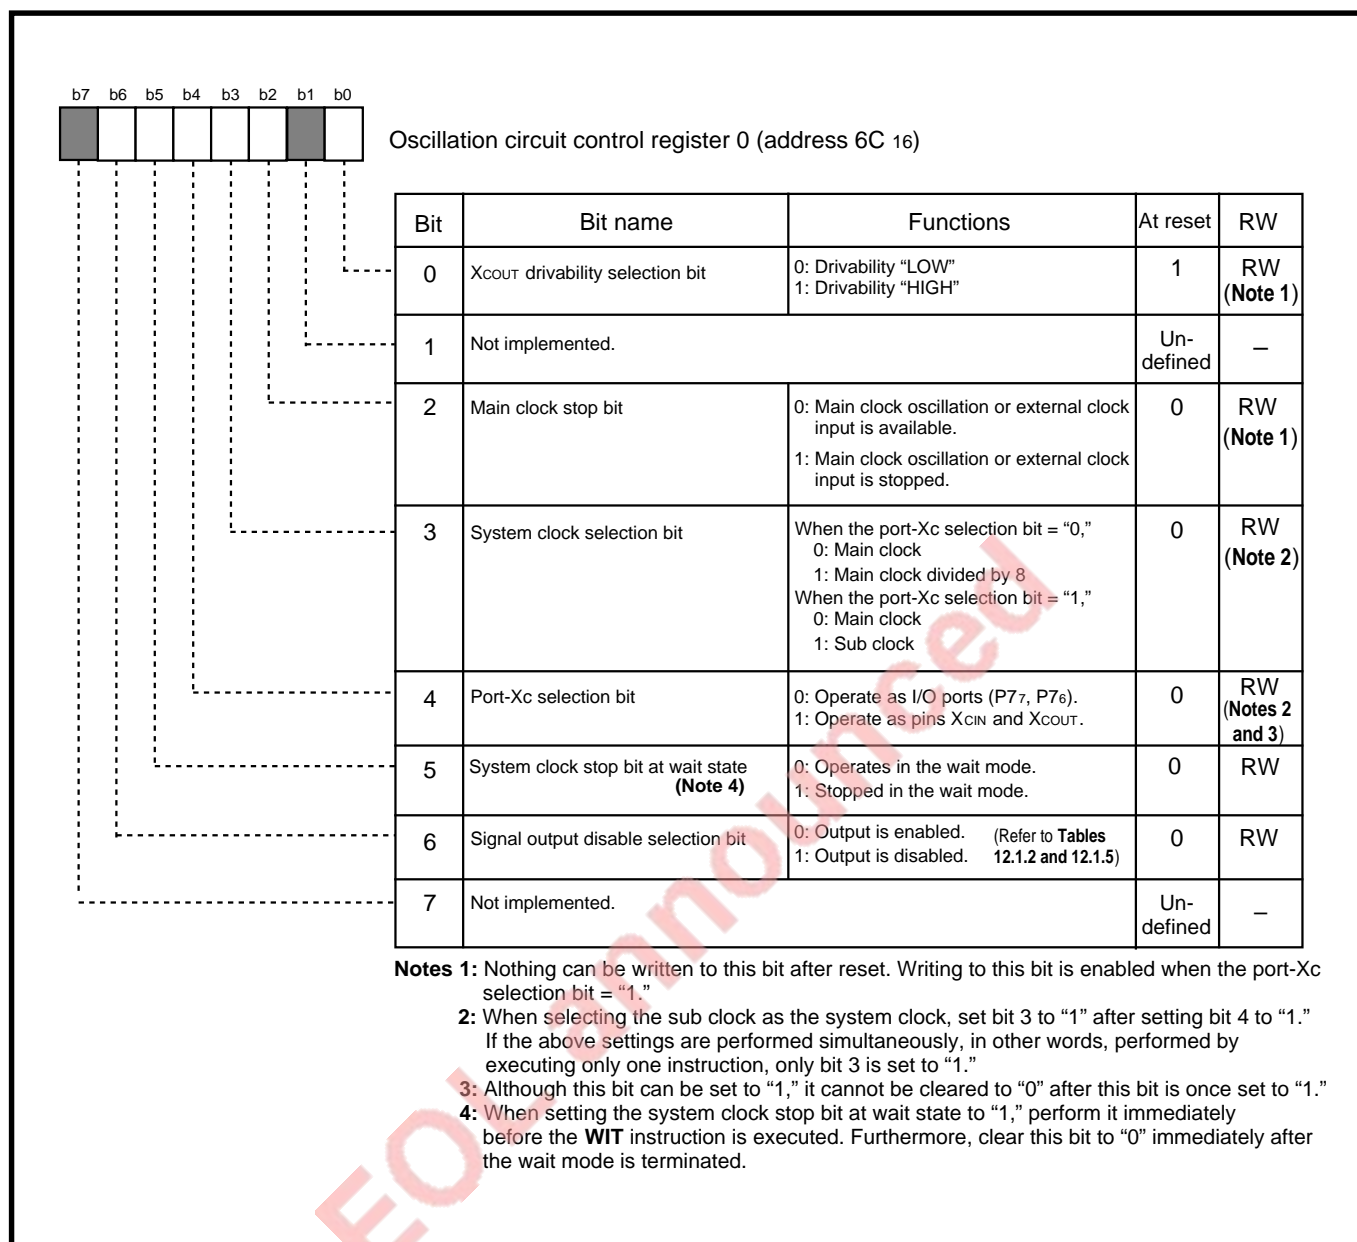 b7 b6 b5 b4 b3 b2 b1 b0
Oscillation circuit control register 0 (address 6C 16)
Bit Bit name Functions At reset RW
0 XCOUT drivability selection bit 0: Drivability “LOW” 1 RW
1: Drivability “HIGH” (Note 1)
1 Not implemented. Un- –
defined
2 Main clock stop bit 0: Main clock oscillation or external clock 0 RW
input is available. (Note 1)
1: Main clock oscillation or external clock
input is stopped.
3 System clock selection bit When the port-Xc selection bit = “0,” 0 RW
0: Main clock (Note 2)
1: Main clock divided by 8
When the port-Xc selection bit = “1,”
0: Main clock
1: Sub clock
4 Port-Xc selection bit 0: Operate as I/O ports (P77, P76). 0 RW
1: Operate as pins XCIN and XCOUT. (Notes 2
and 3)
5 System clock stop bit at wait state 0: Operates in the wait mode. 0 RW
(Note 4) 1: Stopped in the wait mode.
6 Signal output disable selection bit 0: Output is enabled. (Refer to Tables 0 RW
1: Output is disabled. 12.1.2 and 12.1.5)
7 Not implemented. Un- –
defined
Notes 1: Nothing can be written to this bit after reset. Writing to this bit is enabled when the port-Xc
selection bit = “1.”
2: When selecting the sub clock as the system clock, set bit 3 to “1” after setting bit 4 to “1.”
If the above settings are performed simultaneously, in other words, performed by
executing only one instruction, only bit 3 is set to “1.”
3: Although this bit can be set to “1,” it cannot be cleared to “0” after this bit is once set to “1.”
4: When setting the system clock stop bit at wait state to “1,” perform it immediately
before the WIT instruction is executed. Furthermore, clear this bit to “0” immediately after
the wait mode is terminated.
EOL announced